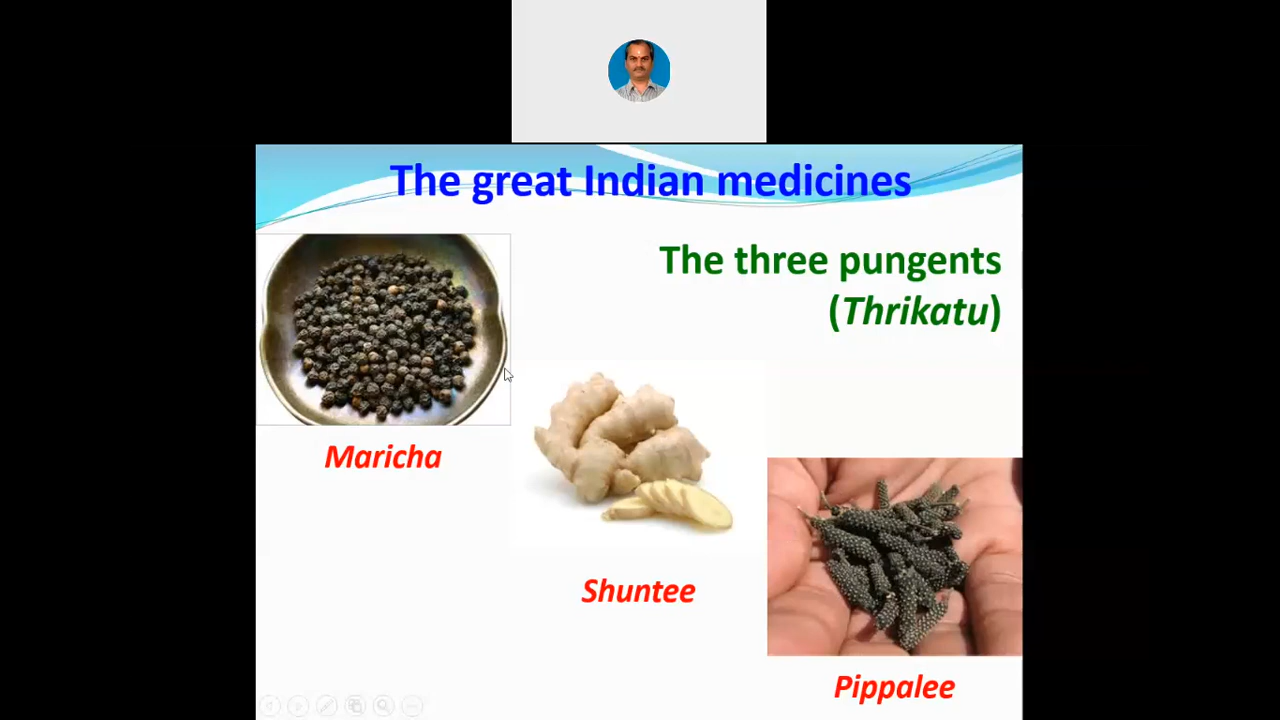 The great Indian medicines
The three pungents
(Thrikatu)
Maricha
Shuntee
Pippalee